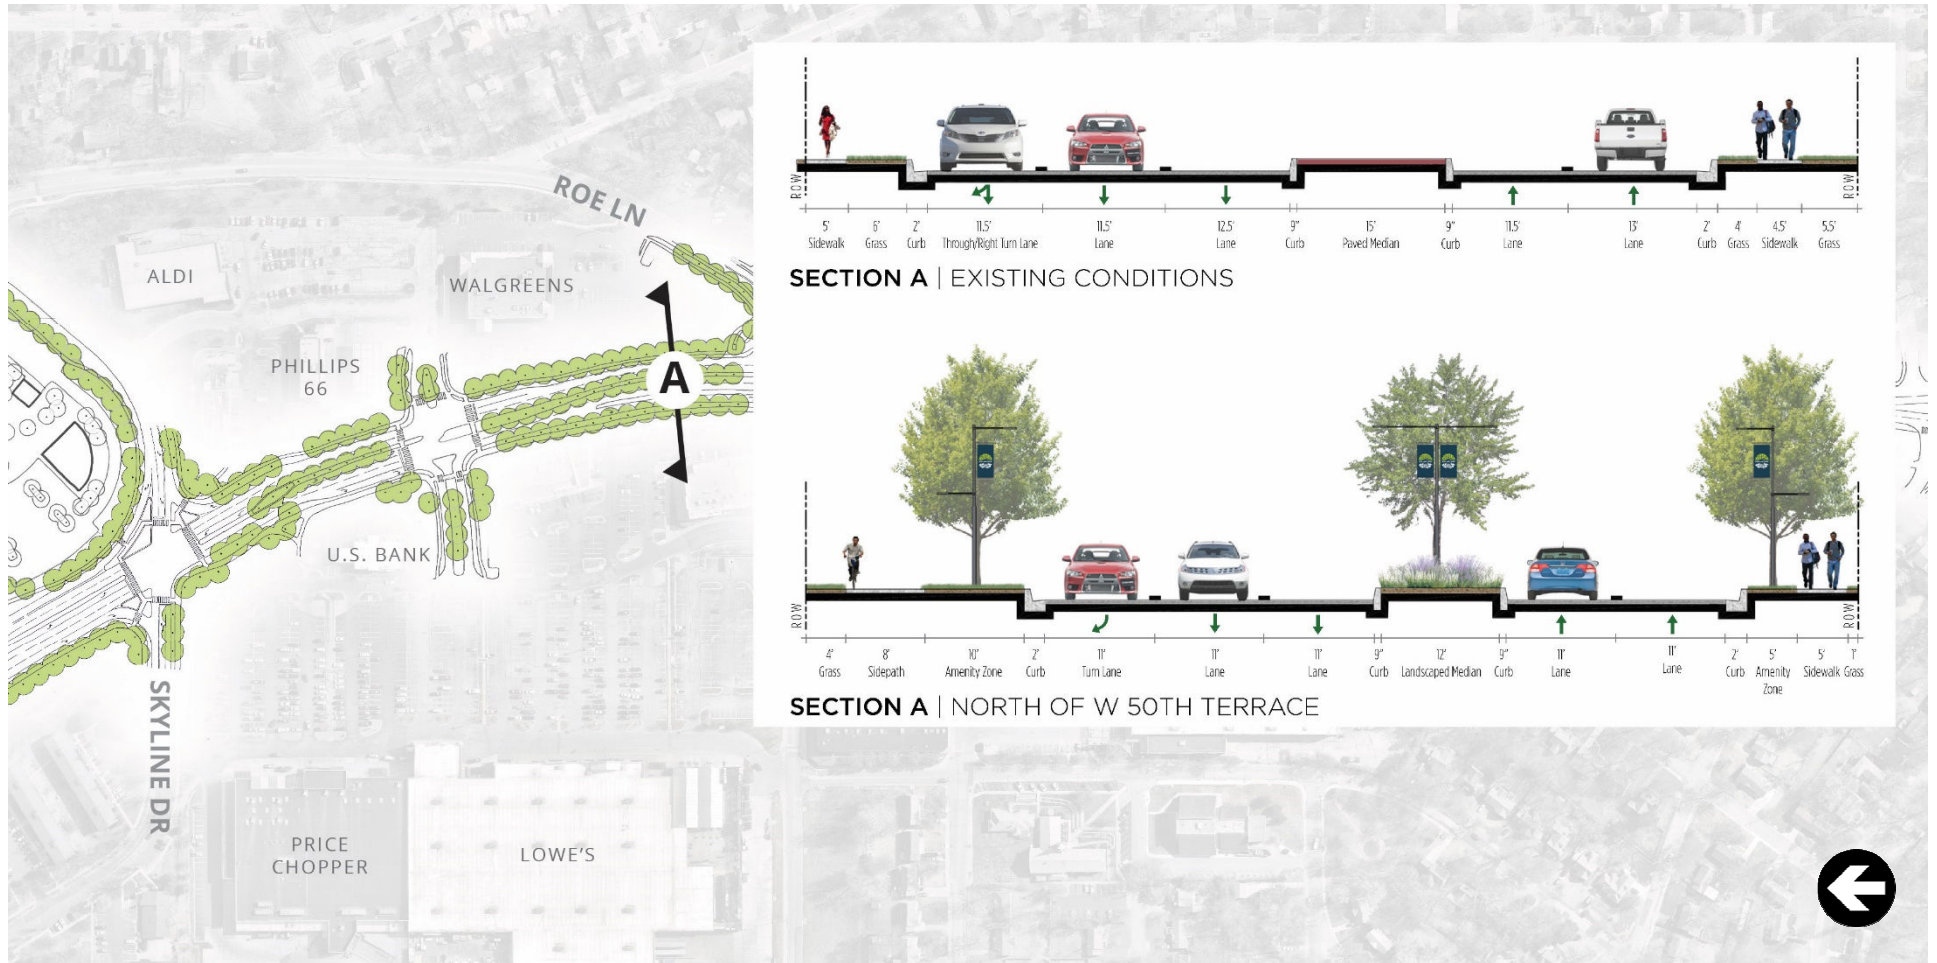 ROE LN
ALDI
WALGREENS
PHILLIPS
66
A
U.S. BANK
SKYLINE DR
PRICE
CHOPPER
LOWE'S
ROW
ROW
5' 6' 2' 11.5' 11.5' 12.5' 9" 15' 9" 11.5' 13' 2' 4' 4.5' 5.5'
Sidewalk Grass Curb Through/Right Turn Lane Lane Lane Curb Paved Median Curb Lane Lane Curb Grass Sidewalk Grass
SECTION A | EXISTING CONDITIONS
ROW
ROW
4' 8' 10' 2' 11' 11' 11' 9" 12' 9" 11' 11' 2' 5' 5' 1'
Grass Sidepath Amenity Zone Curb Turn Lane Lane Lane Curb Landscaped Median Curb Lane Lane Curb Amenity Sidewalk Grass
Zone
SECTION A | NORTH OF W 50TH TERRACE